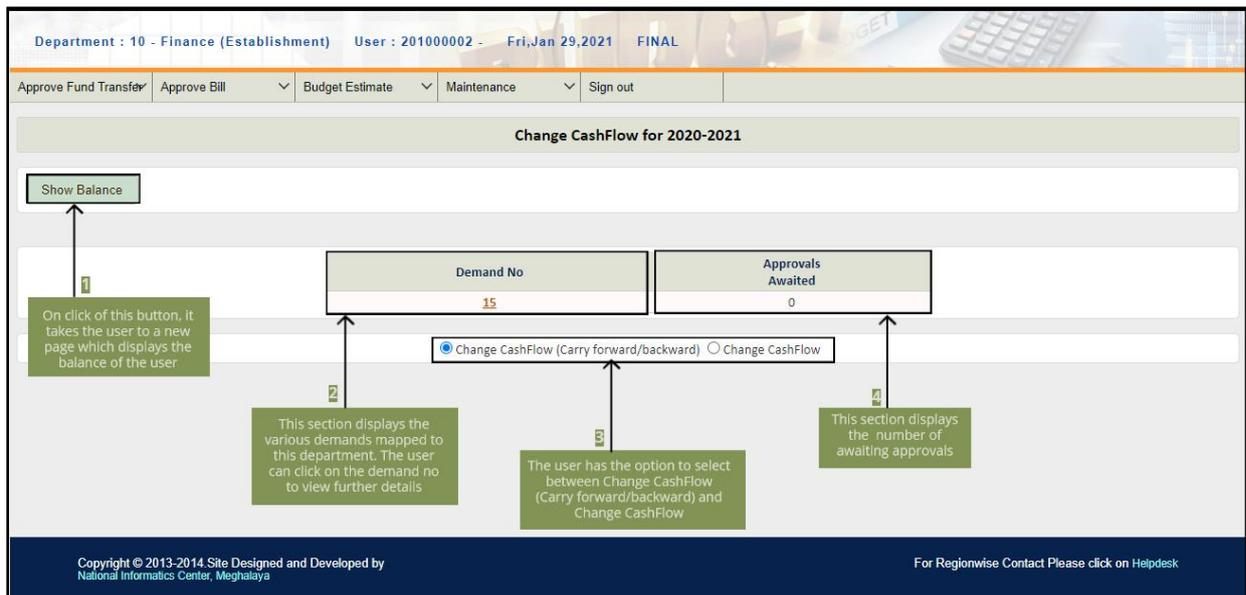 Department : 10 - Finance (Establishment) User : 201000002 - Fri,Jan 29,2021 FINAL
Approve Fund Transfer Approve Bill Budget Estimate Maintenance Sign out
Change CashFlow for 2020-2021
Show Balance
Demand No
Approvals
Awaited
15
0
Change CashFlow (Carry forward/backward) Change CashFlow
1
On click of this button, it
takes the user to a new
page which displays the
balance of the user
2
This section displays the
various demands mapped to
this department. The user
can click on the demand no
to view further details
3
The user has the option to select
between Change CashFlow
(Carry forward/backward) and
Change CashFlow
4
This section displays
the number of
awaiting approvals
Copyright © 2013-2014.Site Designed and Developed by
National Informatics Center, Meghalaya
For Regionwise Contact Please click on Helpdesk